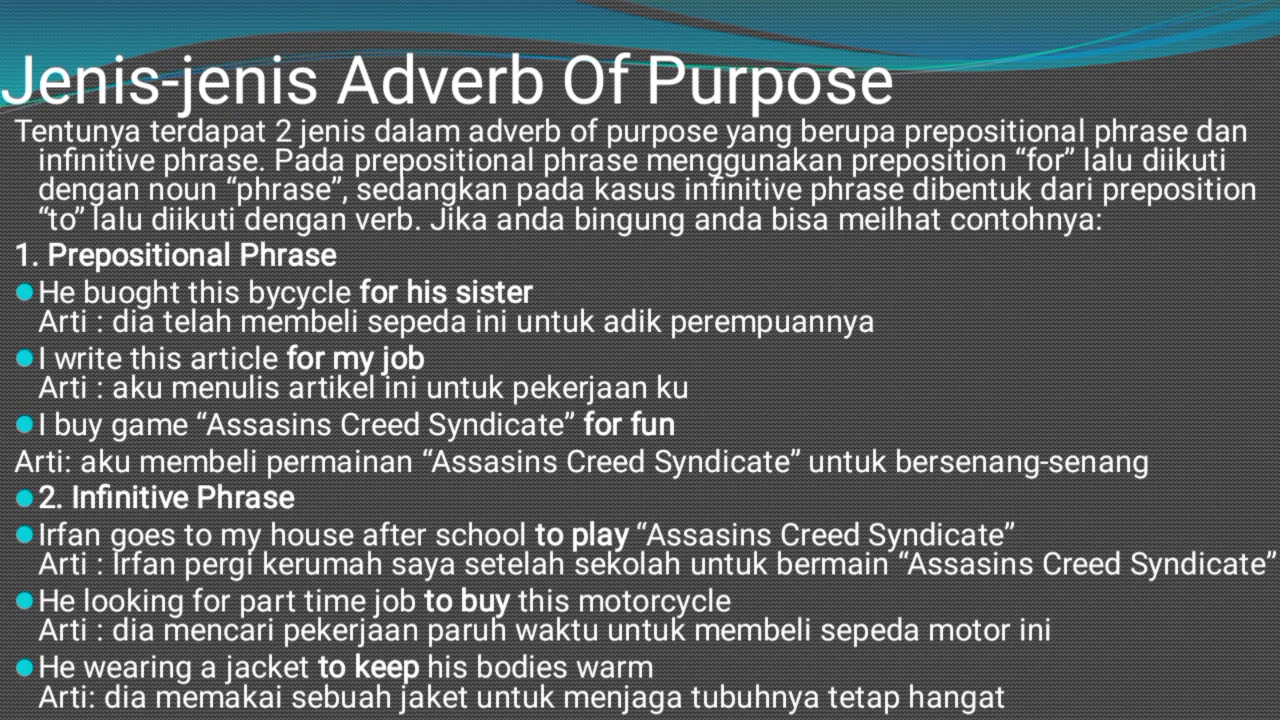 Jenis-jenis Adverb Of Purpose
Tentunya terdapat 2 jenis dalam adverb of purpose yang berupa prepositional phrase dan
infinitive phrase. Pada prepositional phrase menggunakan preposition “for” lalu diikuti
dengan noun “phrase”, sedangkan pada kasus infinitive phrase dibentuk dari preposition
“to” lalu diikuti dengan verb. Jika anda bingung anda bisa meilhat contohnya:
1. Prepositional Phrase
He buoght this bycycle for his sister
Arti : dia telah membeli sepeda ini untuk adik perempuannya
I write this article for my job
Arti : aku menulis artikel ini untuk pekerjaan ku
I buy game “Assasins Creed Syndicate” for fun
Arti: aku membeli permainan “Assasins Creed Syndicate” untuk bersenang-senang
2. Infinitive Phrase
Irfan goes to my house after school to play “Assasins Creed Syndicate”
Arti : Irfan pergi kerumah saya setelah sekolah untuk bermain “Assasins Creed Syndicate”
He looking for part time job to buy this motorcycle
Arti : dia mencari pekerjaan paruh waktu untuk membeli sepeda motor ini
He wearing a jacket to keep his bodies warm
Arti: dia memakai sebuah jaket untuk menjaga tubuhnya tetap hangat